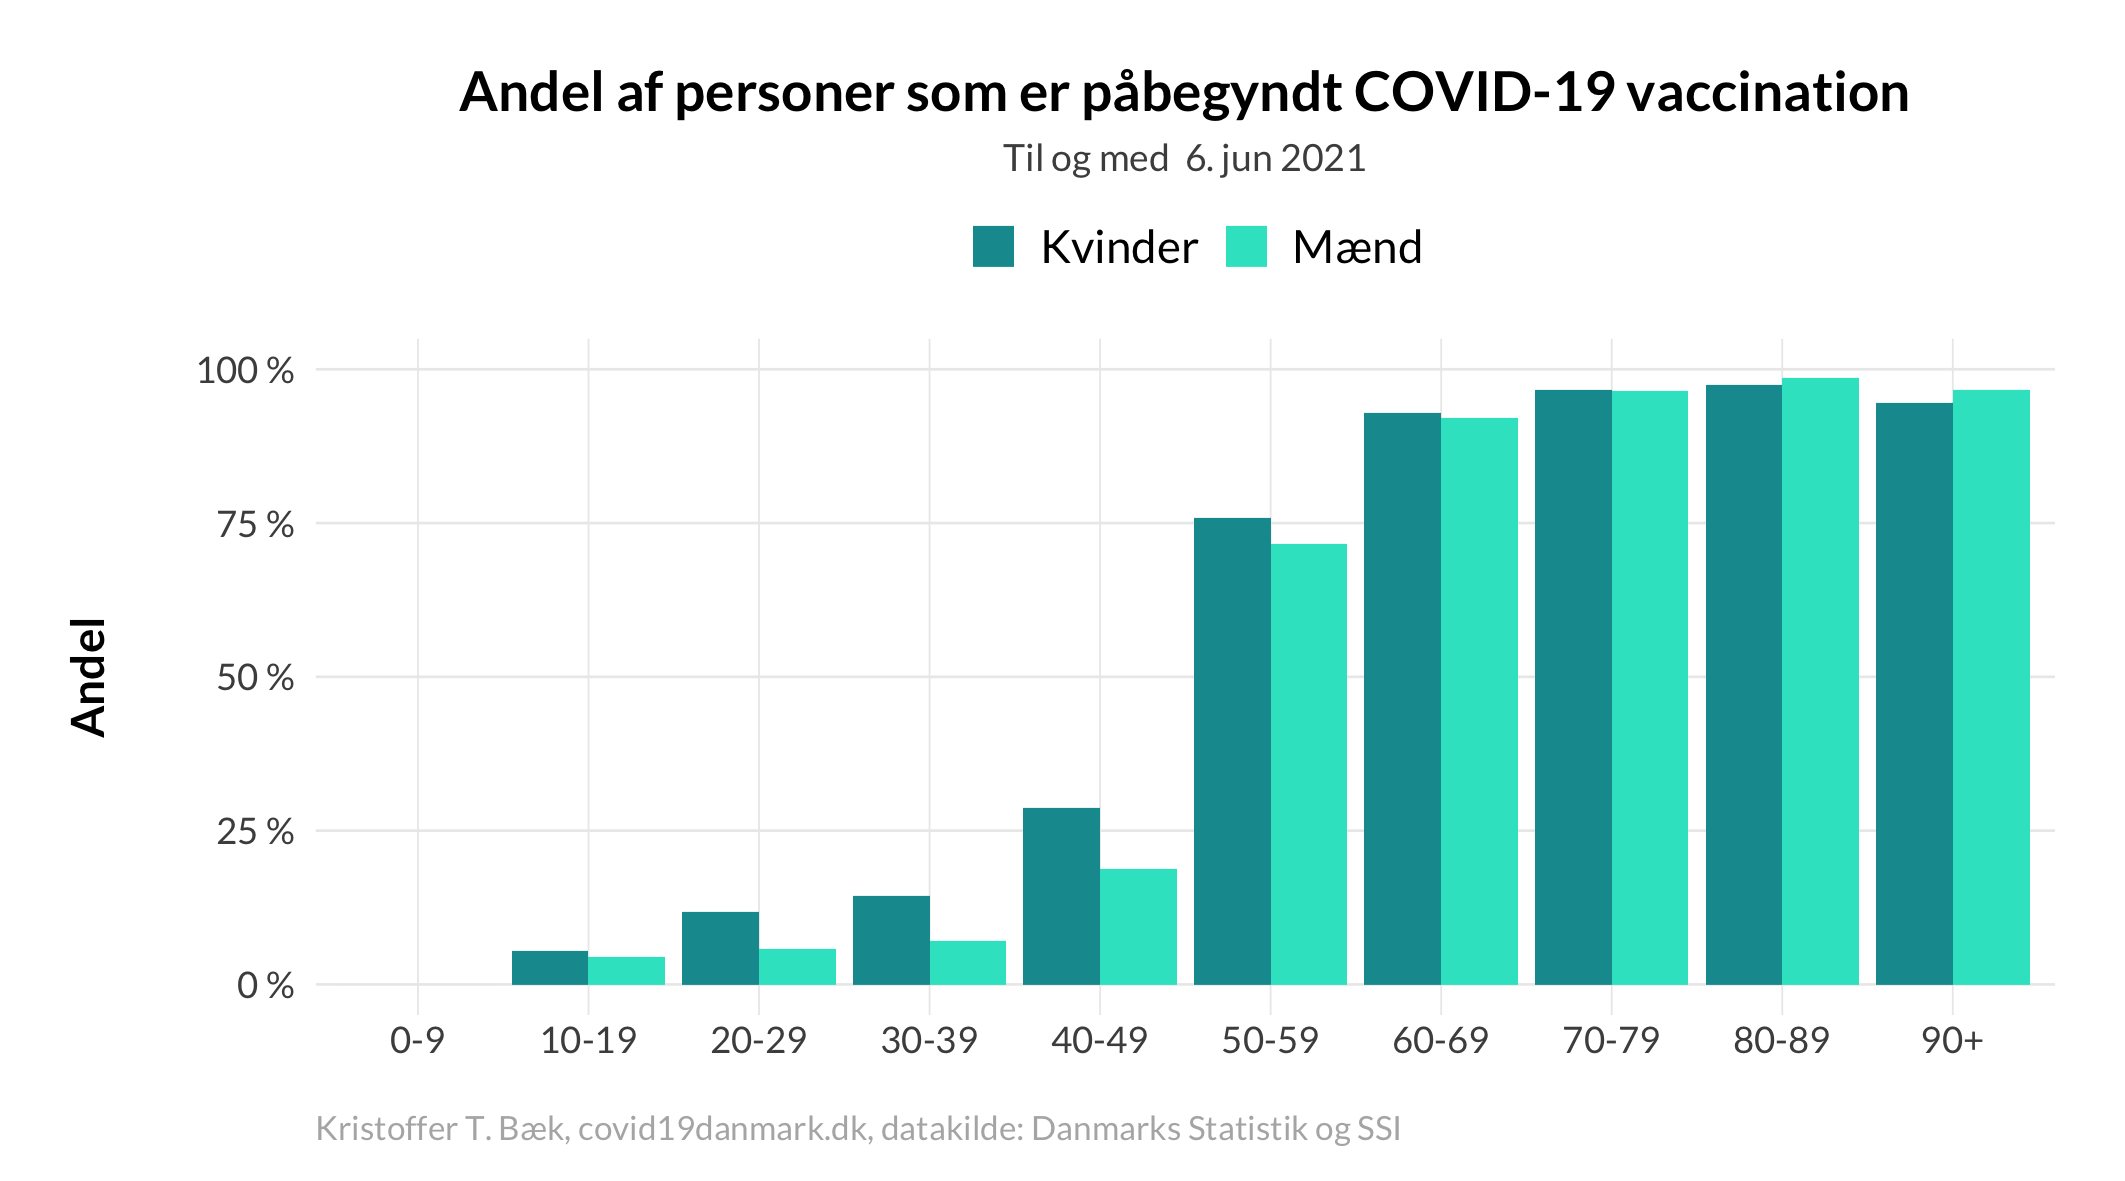 Andel af personer som er påbegyndt COVID-19 vaccination
Til og med 6. jun 2021
Kvinder Mænd
100 %
75 %
50 %
25 %
0 %
Andel
0-9 10-19 20-29 30-39 40-49 50-59 60-69 70-79 80-89 90+
Kristoffer T. Bæk, covid19danmark.dk, datakilde: Danmarks Statistik og SSI